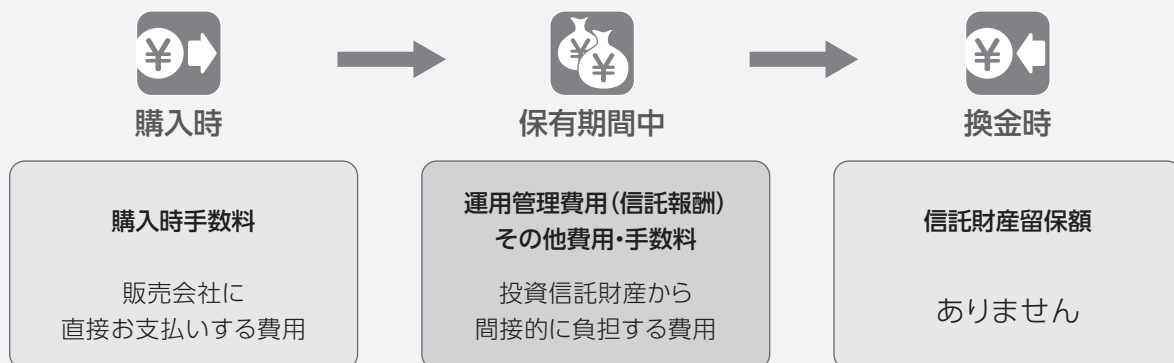 ¥
¥
¥
¥
購入時
保有期間中
換金時
購入時手数料
販売会社に
直接お支払いする費用
運用管理費用(信託報酬)
その他費用・手数料
投資信託財産から
間接的に負担する費用
信託財産留保額
ありません